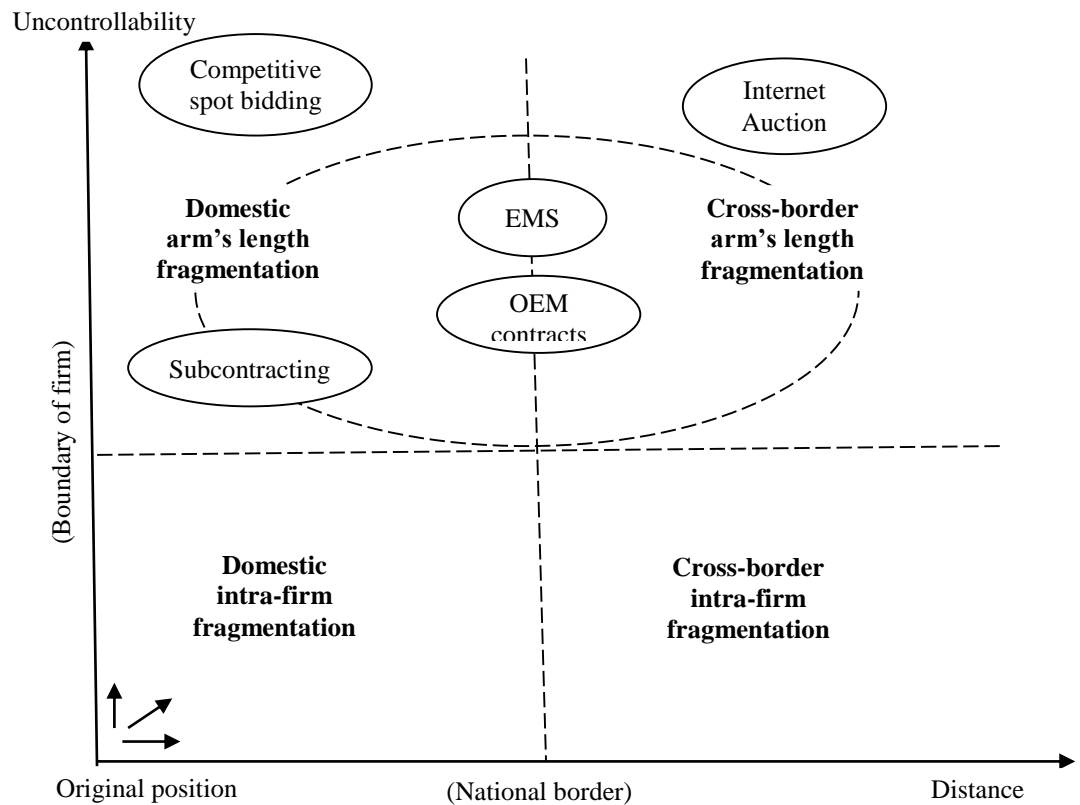 Uncontrollability
Competitive
spot bidding
Internet
Auction
Domestic
arm's length
fragmentation
EMS
Cross-border
arm's length
fragmentation
OEM
contracts
Subcontracting
(Boundary of firm)
Domestic
intra-firm
fragmentation
Cross-border
intra-firm
fragmentation
Original position
(National border)
Distance